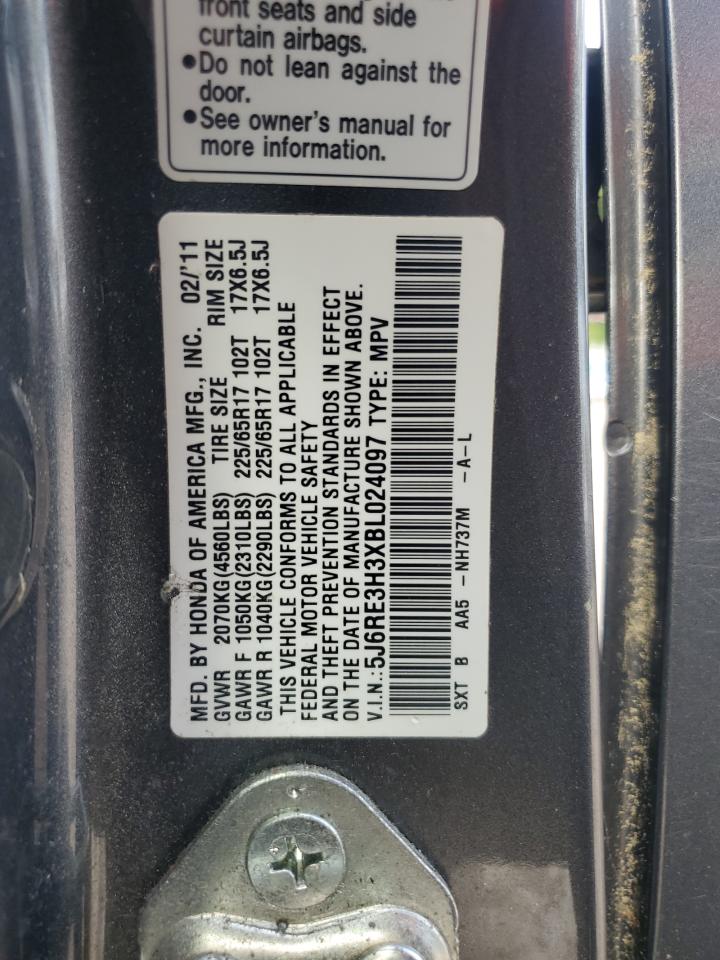 front seats and side
curtain airbags.
•Do not lean against the
door.
•See owner's manual for
more information.
MFD. BY HONDA OF AMERICA MFG., INC. 02/'11
GVWR 2070KG(4560LBS) TIRE SIZE RIM SIZE
GAWR F 1050KG(2310LBS) 225/65R17 102T 17X6.5J
GAWR R 1040KG(2290LBS) 225/65R17 102T 17X6.5J
THIS VEHICLE CONFORMS TO ALL APPLICABLE
FEDERAL MOTOR VEHICLE SAFETY
AND THEFT PREVENTION STANDARDS IN EFFECT
ON THE DATE OF MANUFACTURE SHOWN ABOVE.
V.I.N.:5J6RE3H3XBL024097 TYPE: MPV
SXT B AA5 -NH737M -A-L